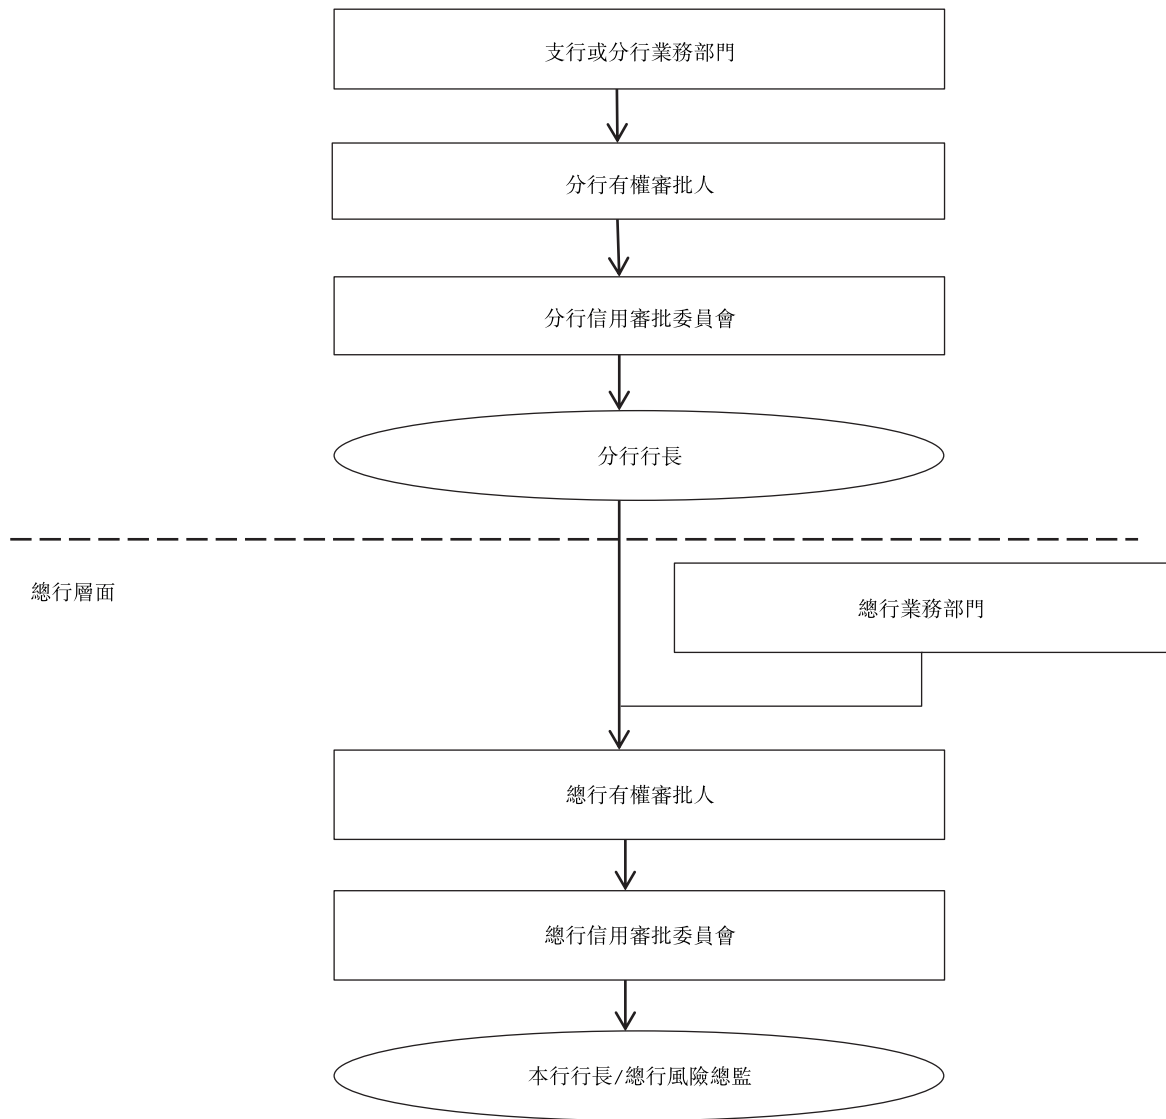 支行或分行業務部門
分行有權審批人
分行信用審批委員會
分行行長
總行層面
總行業務部門
總行有權審批人
總行信用審批委員會
本行行長/總行風險總監